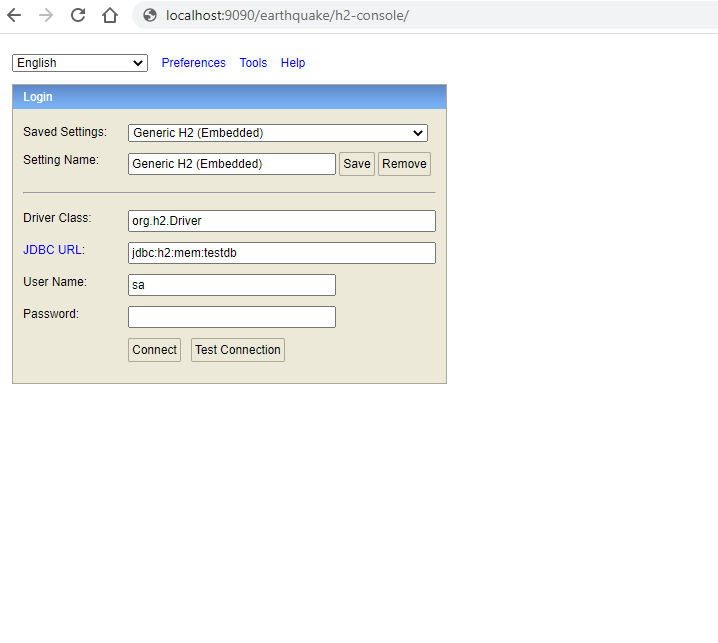 localhost:9090/earthquake/h2-console/
English Preferences Tools Help
Login
Saved Settings: Generic H2 (Embedded)
Setting Name: Generic H2 (Embedded) Save Remove
Driver Class: org.h2.Driver
JDBC URL: jdbc:h2:mem:testdb
User Name: sa
Password:
Connect Test Connection